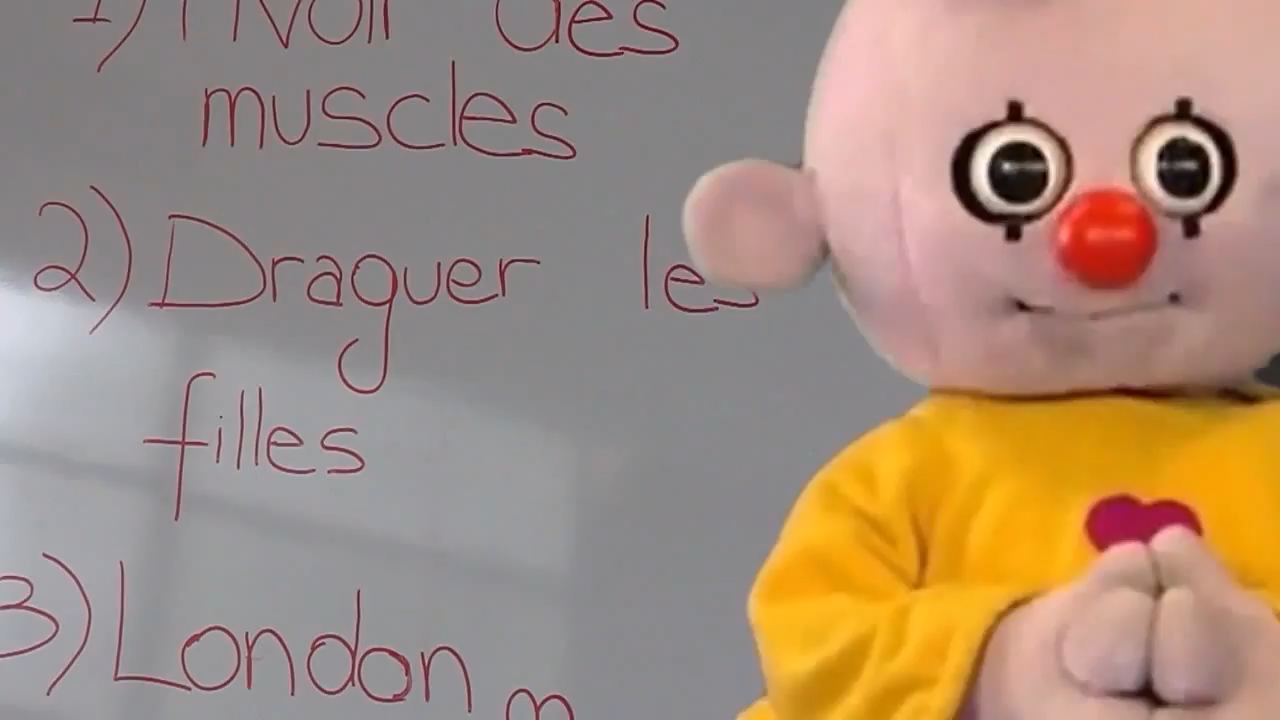 1) Avoir des
muscles
2) Draguer les
filles
3) London